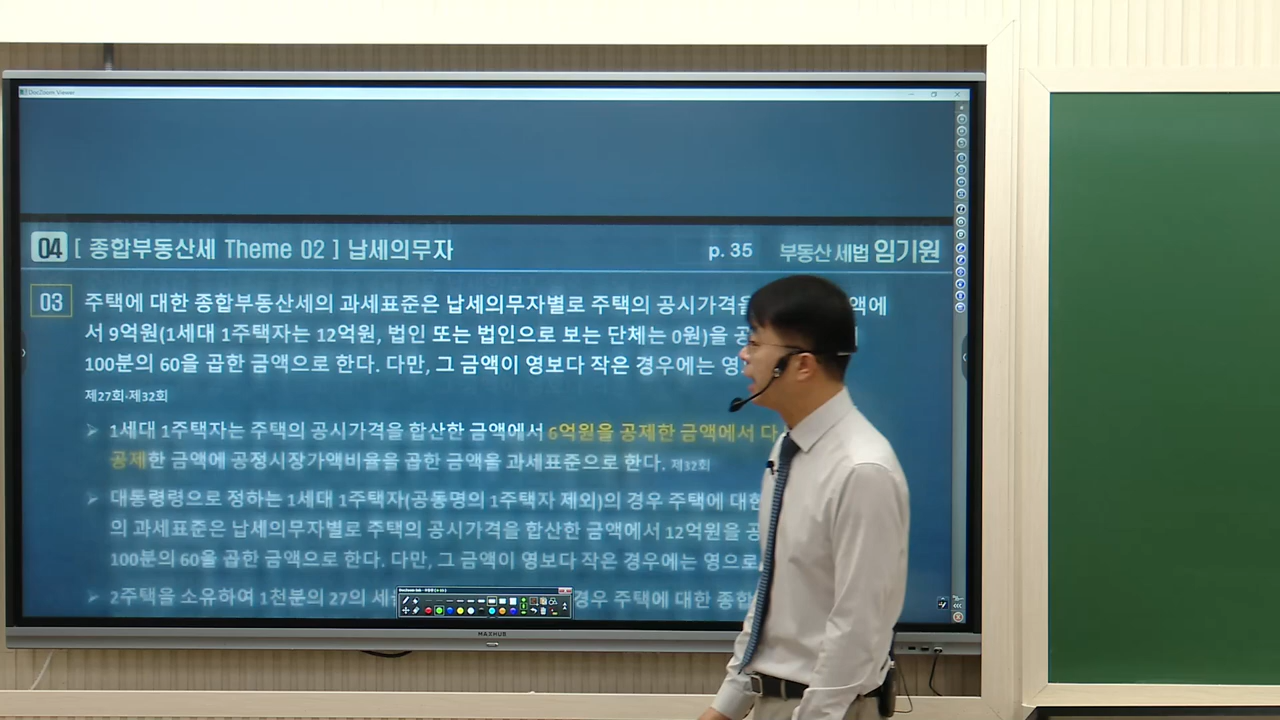 DocZoom Viewer
04 [ 종합부동산세 Theme 02 ] 납세의무자 p. 35 부동산 세법 임기원
03 주택에 대한 종합부동산세의 과세표준은 납세의무자별로 주택의 공시가격을 액에
서 9억원(1세대 1주택자는 12억원, 법인 또는 법인으로 보는 단체는 0원)을
100분의 60을 곱한 금액으로 한다. 다만, 그 금액이 영보다 작은 경우에는
제27회·제32회
➤ 1세대 1주택자는 주택의 공시가격을 합산한 금액에서 6억원을 공제한 금액에서 다
공제한 금액에 공정시장가액비율을 곱한 금액을 과세표준으로 한다. 제32회
➤ 대통령령으로 정하는 1세대 1주택자(공동명의 1주택자 제외)의 경우 주택에 대한
의 과세표준은 납세의무자별로 주택의 공시가격을 합산한 금액에서 12억원을
100분의 60을 곱한 금액으로 한다. 다만, 그 금액이 영보다 작은 경우에는 영으로
➤ 2주택을 소유하여 1천분의 27의 경우 주택에 대한
MAXHUB